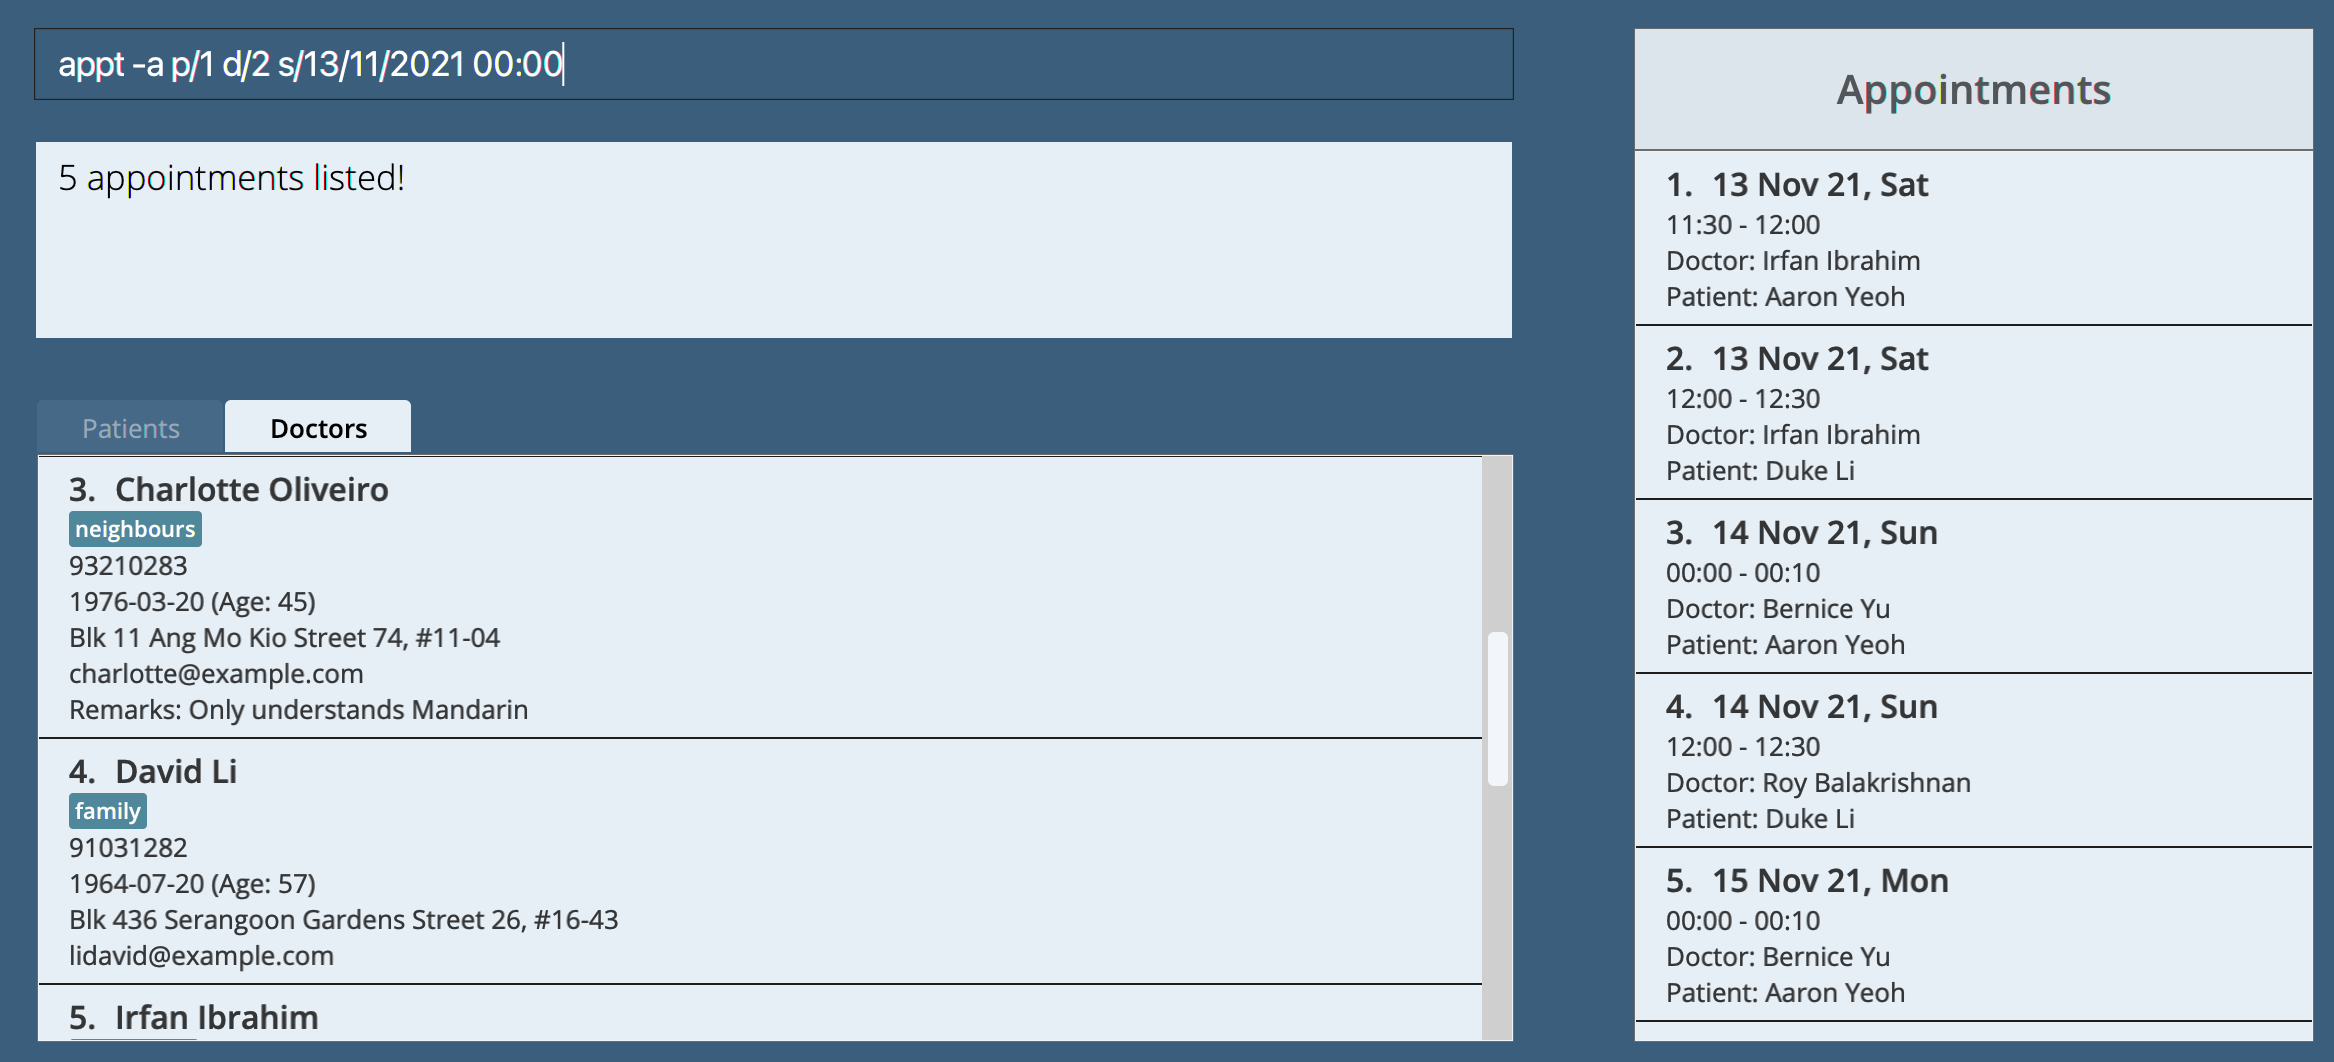 appt -a p/1 d/2 s/13/11/2021 00:00
5 appointments listed!
Patients
Doctors
3. Charlotte Oliveiro
neighbours
93210283
1976-03-20 (Age: 45)
Blk 11 Ang Mo Kio Street 74, #11-04
charlotte@example.com
Remarks: Only understands Mandarin
4. David Li
family
91031282
1964-07-20 (Age: 57)
Blk 436 Serangoon Gardens Street 26, #16-43
lidavid@example.com
5. Irfan Ibrahim
Appointments
1. 13 Nov 21, Sat
11:30 - 12:00
Doctor: Irfan Ibrahim
Patient: Aaron Yeoh
2. 13 Nov 21, Sat
12:00 - 12:30
Doctor: Irfan Ibrahim
Patient: Duke Li
3. 14 Nov 21, Sun
00:00 - 00:10
Doctor: Bernice Yu
Patient: Aaron Yeoh
4. 14 Nov 21, Sun
12:00 - 12:30
Doctor: Roy Balakrishnan
Patient: Duke Li
5. 15 Nov 21, Mon
00:00 - 00:10
Doctor: Bernice Yu
Patient: Aaron Yeoh